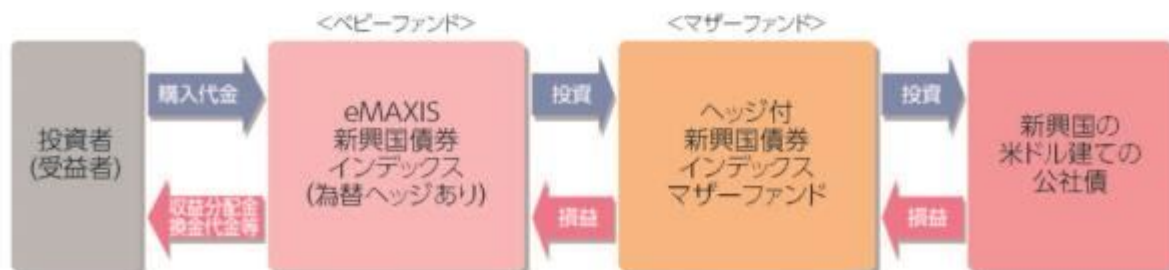 <ベビーファンド>
<マザーファンド>
投資者
(受益者)
購入代金
収益分配金
換金代金等
eMAXIS
新興国債券
インデックス
(為替ヘッジあり)
投資
損益
ヘッジ付
新興国債券
インデックス
マザーファンド
投資
損益
新興国の
米ドル建ての
公社債